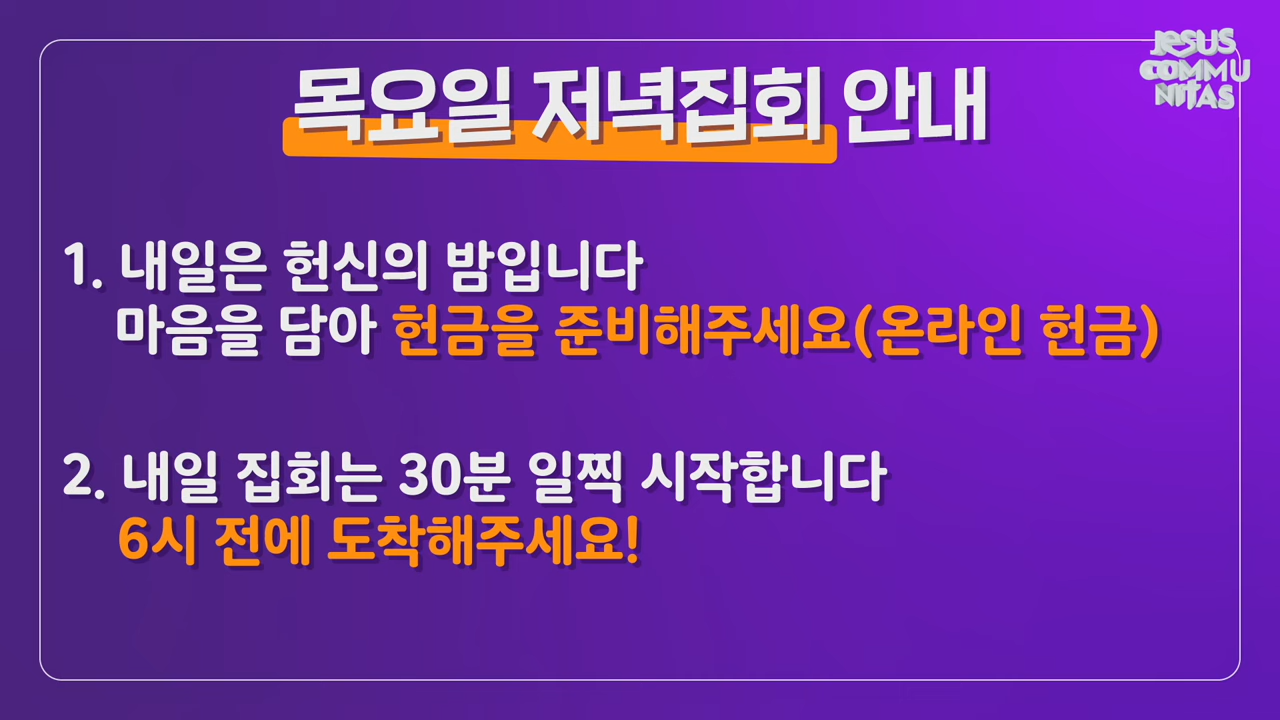 JESUS
COMMU
NITAS
목요일 저녁집회 안내
1. 내일은 헌신의 밤입니다
마음을 담아 헌금을 준비해주세요(온라인 헌금)
2. 내일 집회는 30분 일찍 시작합니다
6시 전에 도착해주세요!